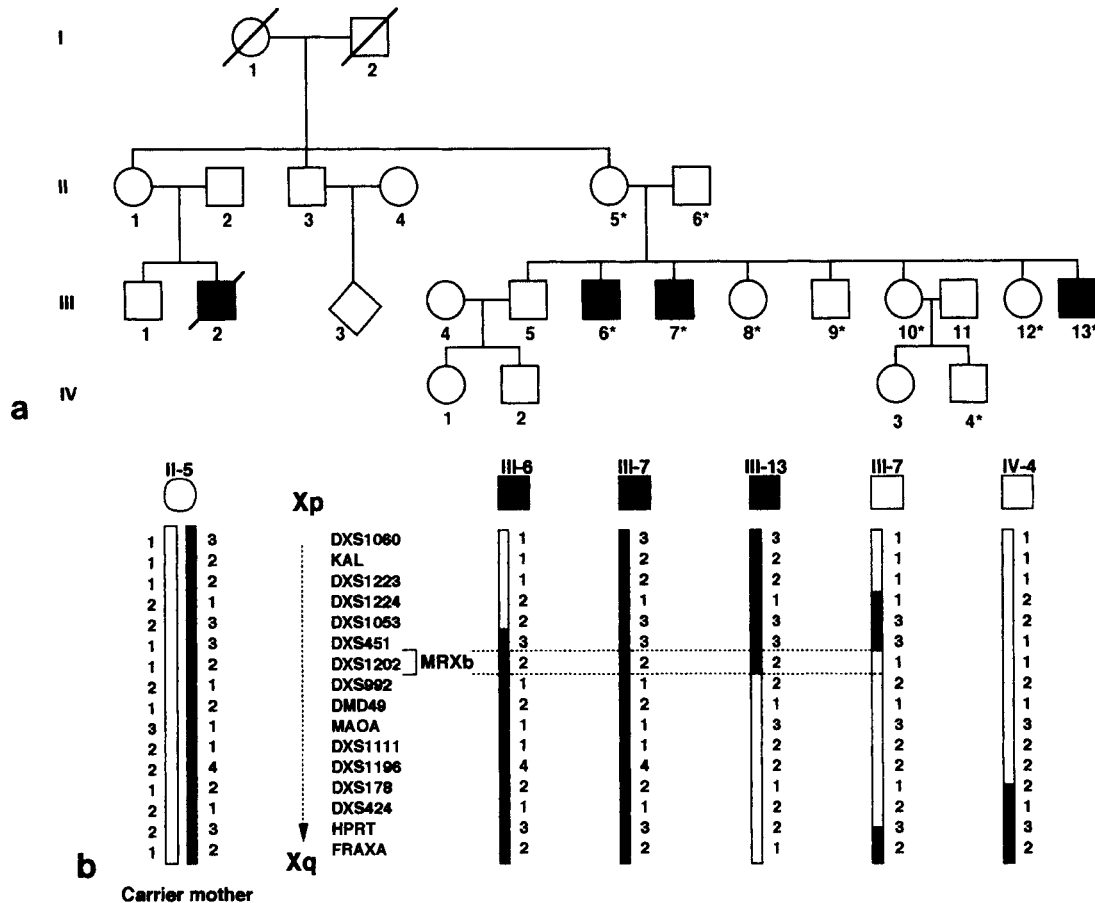 I
1 2
II
1 2 3 4 5* 6*
III
1 2 3 4 5 6* 7* 8* 9* 10* 11 12* 13*
IV
1 2 3 4*
a
II-5 III-6 III-7 III-13 III-7 IV-4
Xp
1 3 DXS1060 1 3 3 1 1
1 2 KAL 1 2 2 1 1
1 2 DXS1223 1 2 2 1 1
2 1 DXS1224 2 1 1 1 2
2 3 DXS1053 2 3 3 3 2
1 3 DXS451 3 3 3 3 1
1 2 DXS1202 MRXb 2 2 2 1 1
2 1 DXS992 1 1 2 2 2
1 2 DMD49 2 2 1 1 1
3 1 MAOA 1 1 3 3 3
2 1 DXS1111 1 1 2 2 2
2 4 DXS1196 4 4 2 2 2
1 2 DXS178 2 2 1 1 2
2 1 DXS424 1 1 2 2 1
2 3 HPRT 3 3 2 3 3
1 2 FRAXA 2 2 1 2 2
Xq
b
Carrier mother